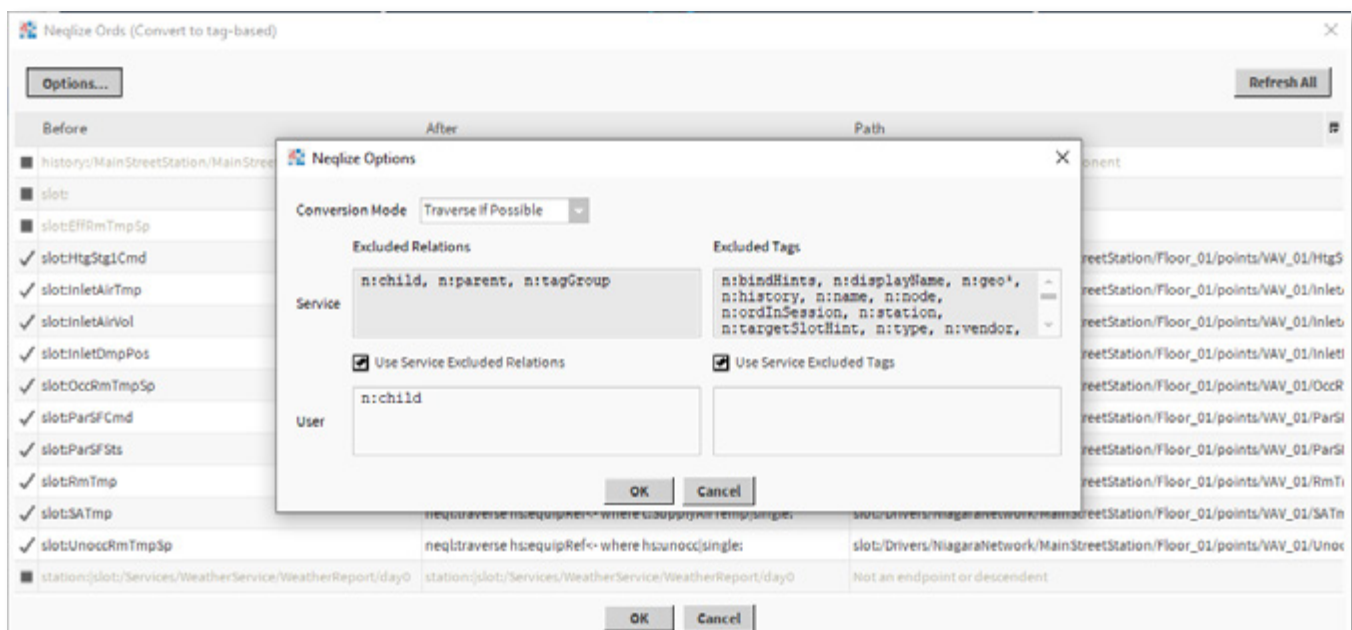 Neqlize Ords (Convert to tag-based)
Options...
Refresh All
Before After Path
history:/MainStreetStation/MainStree
onent
slot:
slot:EffRmTmpSp
slot:HtgStg1Cmd
reetStation/Floor_01/points/VAV_01/HtgS
slot:InletAirTmp
reetStation/Floor_01/points/VAV_01/Inlet
slot:InletAirVol
reetStation/Floor_01/points/VAV_01/Inlet
slot:InletDmpPos
reetStation/Floor_01/points/VAV_01/Inlet
slot:OccRmTmpSp
reetStation/Floor_01/points/VAV_01/OccR
slot:ParSFCmd
reetStation/Floor_01/points/VAV_01/ParS
slot:ParSFSts
reetStation/Floor_01/points/VAV_01/ParS
slot:RmTmp
reetStation/Floor_01/points/VAV_01/RmT
Neqlize Options
Conversion Mode Traverse If Possible
Excluded Relations Excluded Tags
Service
n:child, n:parent, n:tagGroup
n:bindHints, n:displayName, n:geo*,
n:history, n:name, n:node,
n:ordInSession, n:station,
n:targetSlotHint, n:type, n:vendor,
Use Service Excluded Relations Use Service Excluded Tags
User
n:child
OK Cancel
slot:SATmp neql:traverse hs:equipRef<- where c:SupplyAirTemp|single: slot:/Drivers/NiagaraNetwork/MainStreetStation/Floor_01/points/VAV_01/SATm
slot:UnoccRmTmpSp neql:traverse hs:equipRef<- where hs:unocc|single: slot:/Drivers/NiagaraNetwork/MainStreetStation/Floor_01/points/VAV_01/Unoc
station:|slot:/Services/WeatherService/WeatherReport/day0 station:|slot:/Services/WeatherService/WeatherReport/day0 Not an endpoint or descendent
OK Cancel